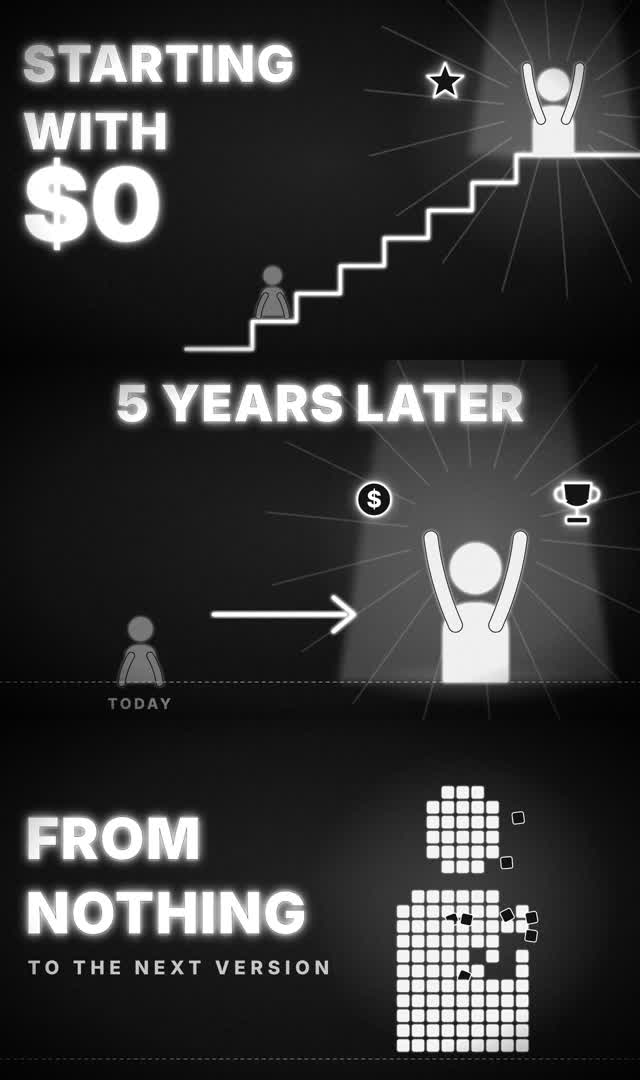 STARTING
WITH
$0
5 YEARS LATER
$
TODAY
FROM
NOTHING
TO THE NEXT VERSION